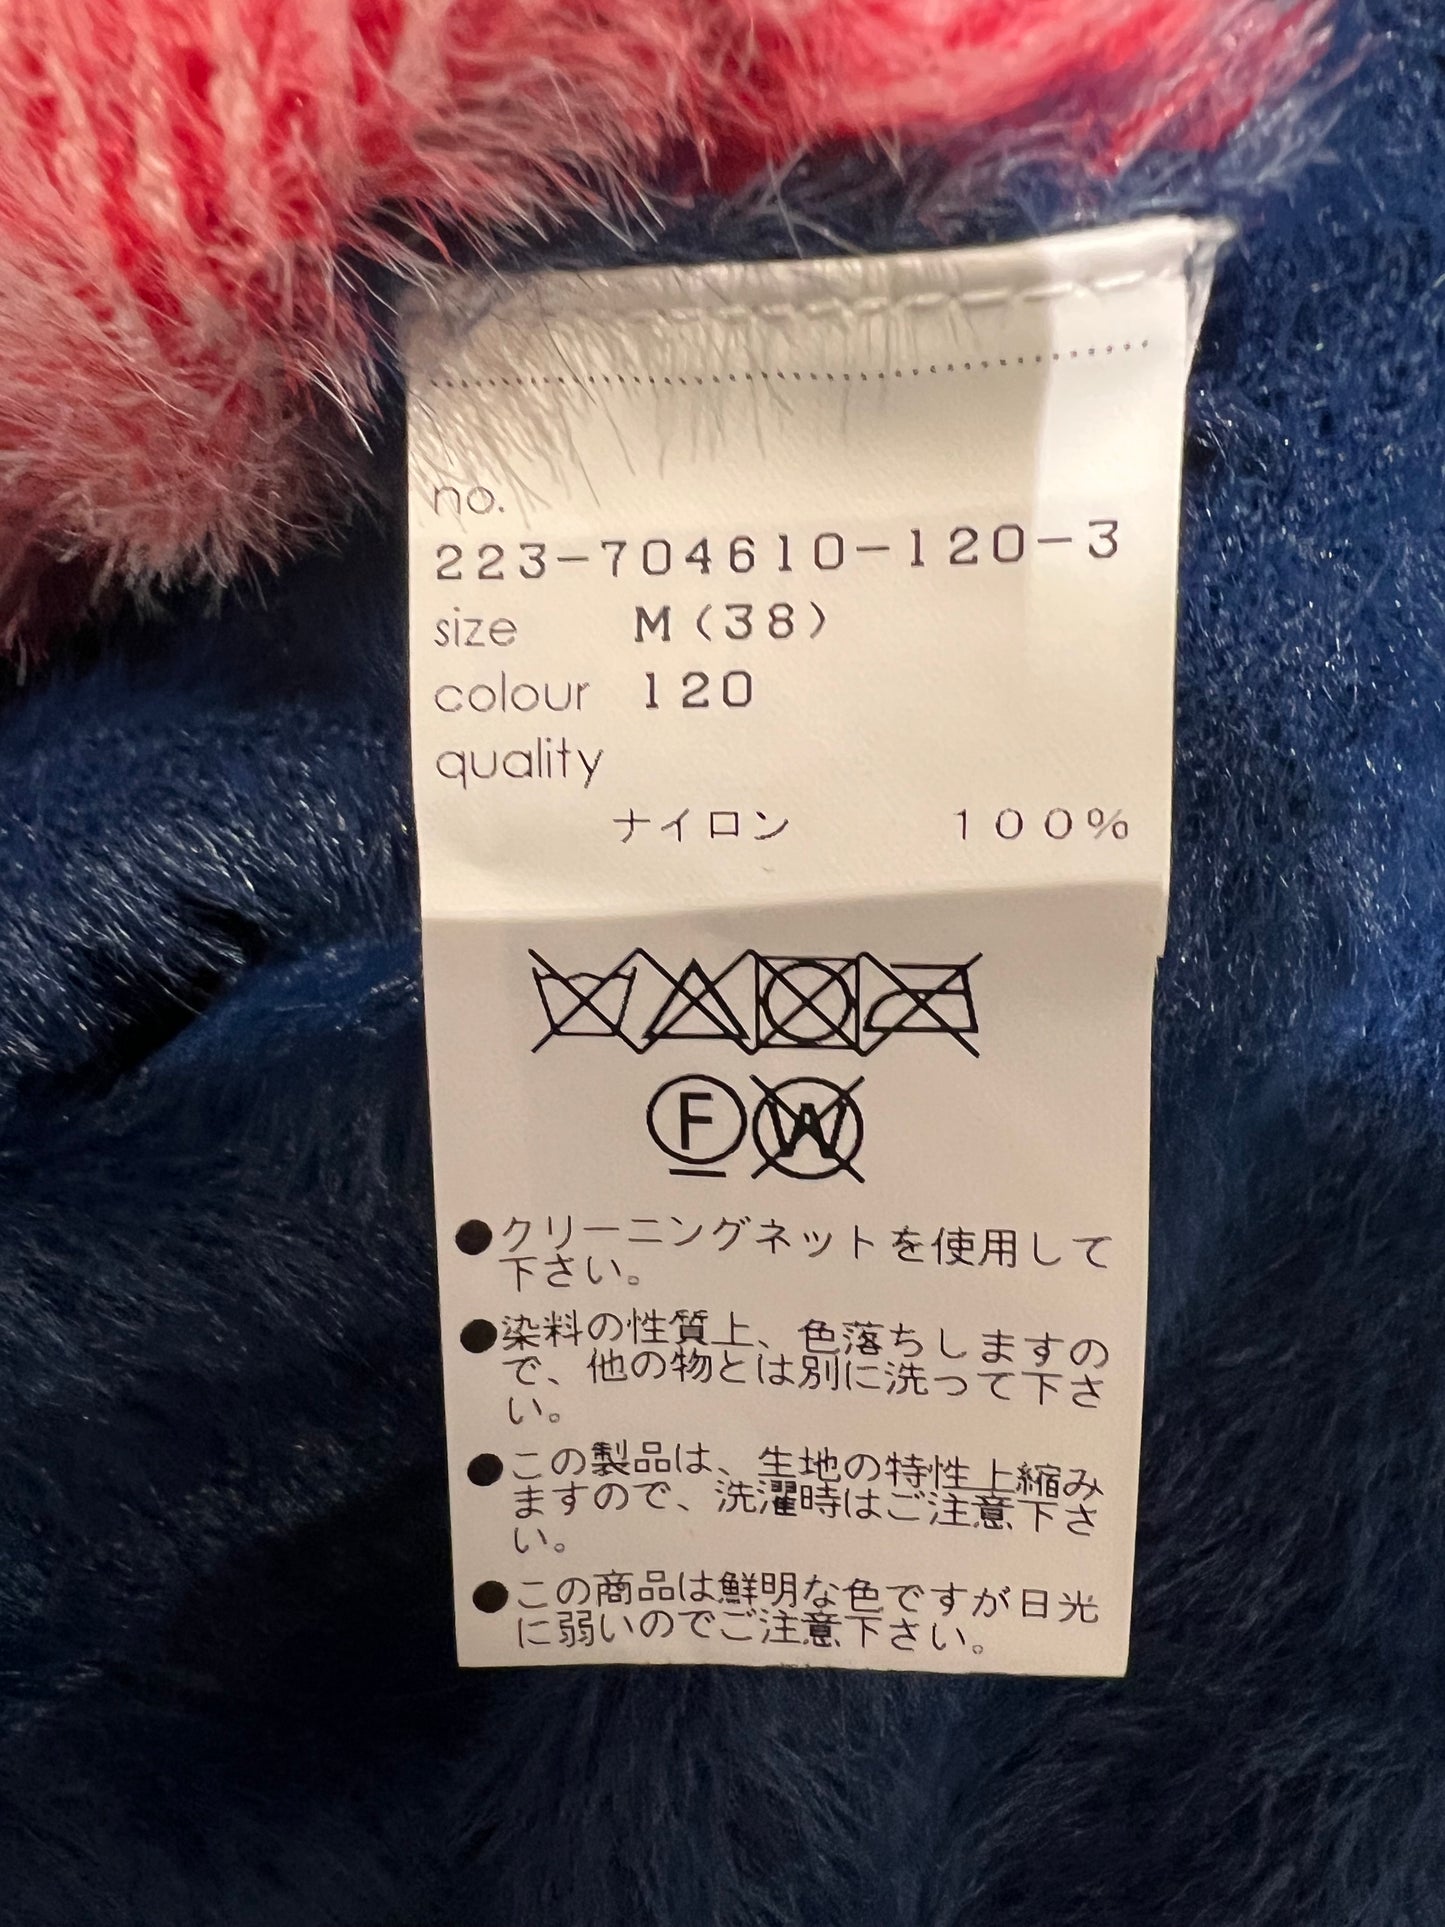 no.
223-704610-120-3
size M(38)
colour 120
quality
ナイロン 100%
F W
●クリーニングネットを使用して
下さい。
●染料の性質上、色落ちしますの
で、他の物とは別に洗って下さ
い。
●この製品は、生地の特性上縮み
ますので、洗濯時はご注意下さ
い。
●この商品は鮮明な色ですが日光
に弱いのでご注意下さい。